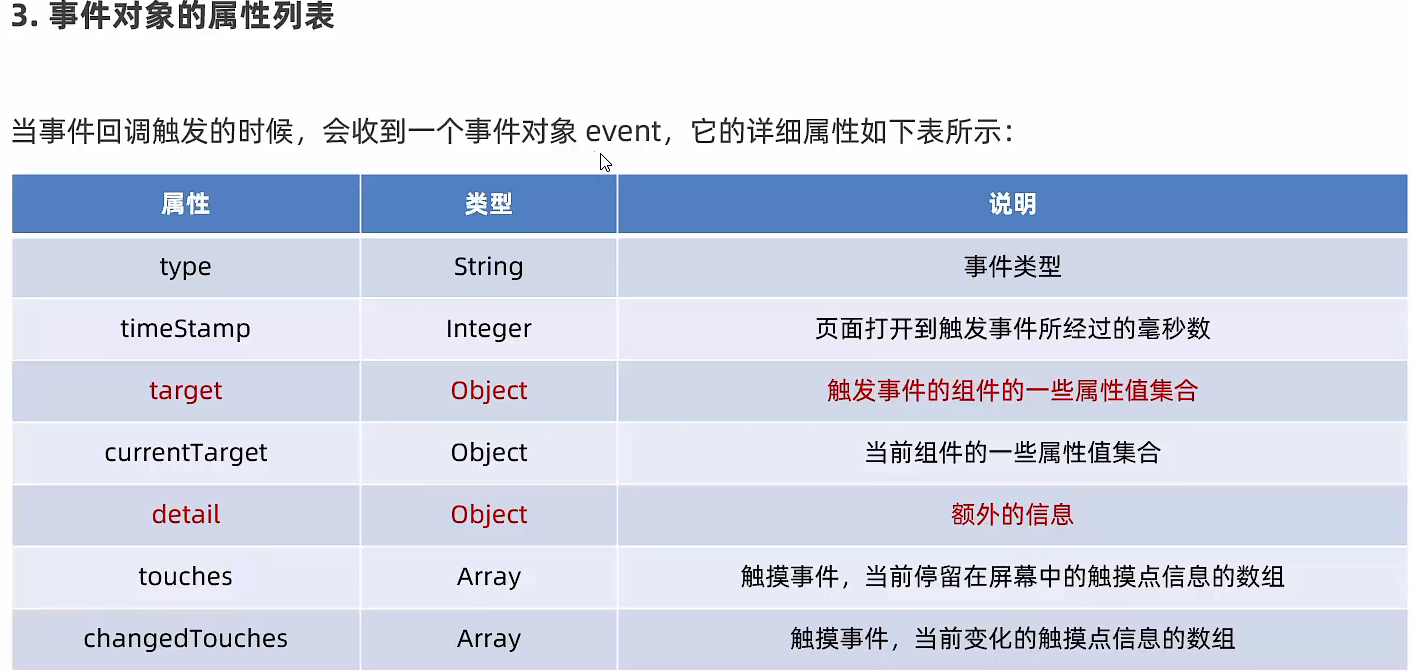 3. 事件对象的属性列表
当事件回调触发的时候，会收到一个事件对象 event，它的详细属性如下表所示：
属性 类型 说明
type String 事件类型
timeStamp Integer 页面打开到触发事件所经过的毫秒数
target Object 触发事件的组件的一些属性值集合
currentTarget Object 当前组件的一些属性值集合
detail Object 额外的信息
touches Array 触摸事件，当前停留在屏幕中的触摸点信息的数组
changedTouches Array 触摸事件，当前变化的触摸点信息的数组